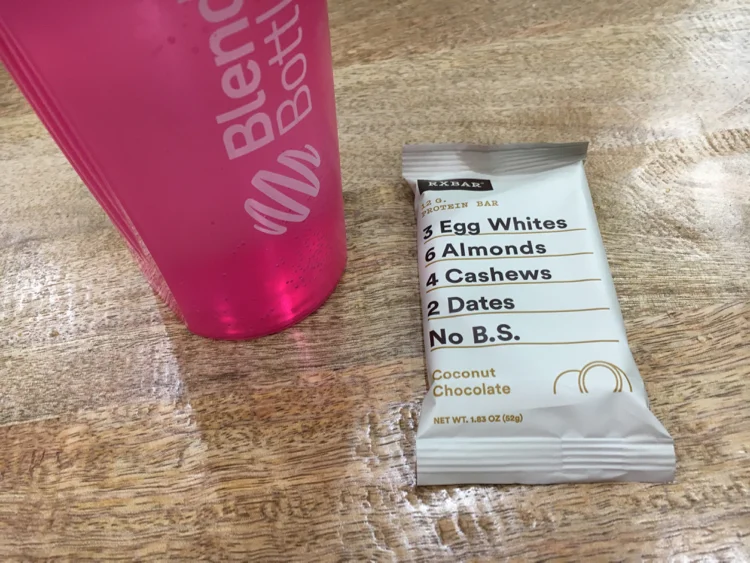 Blend
Bottl
RXBAR
12 G.
PROTEIN BAR
3 Egg Whites
6 Almonds
4 Cashews
2 Dates
No B.S.
Coconut
Chocolate
NET WT. 1.83 OZ (52g)